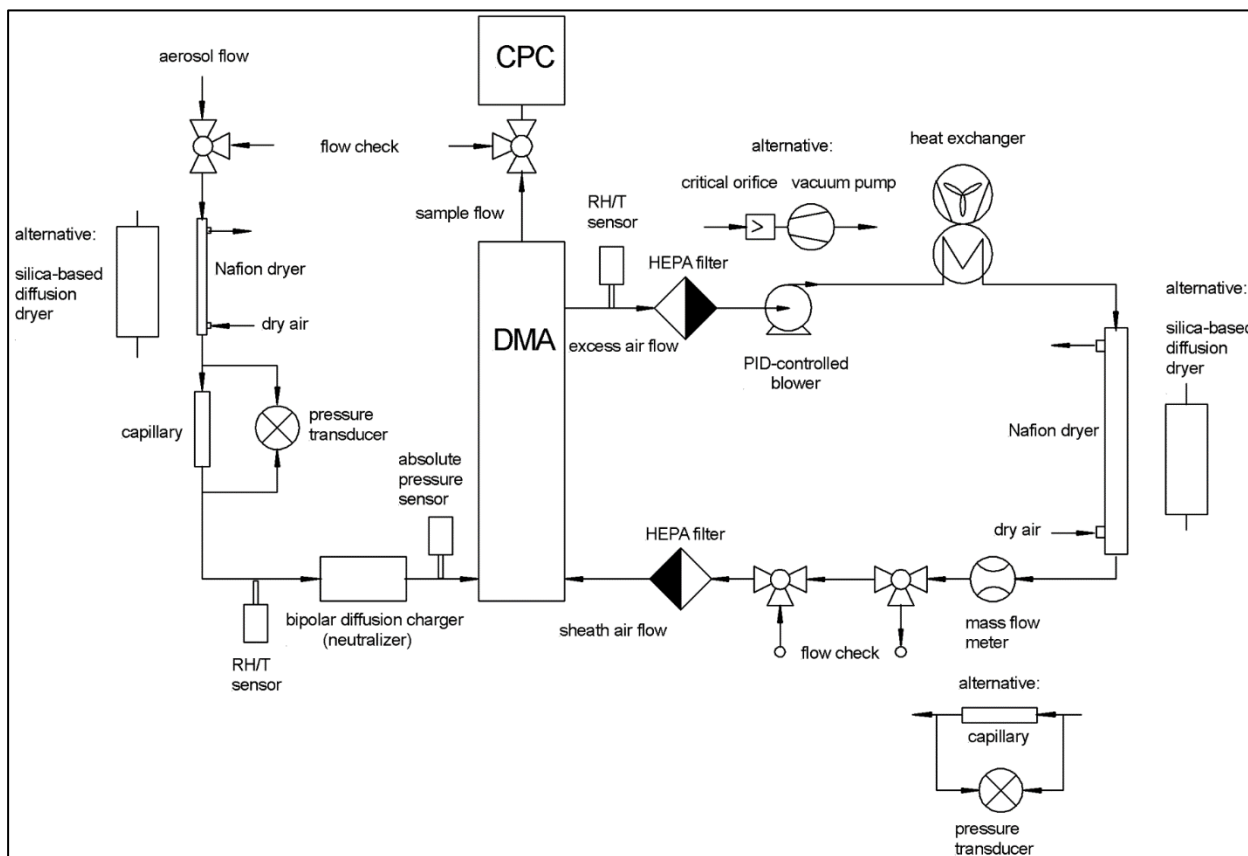 aerosol flow
CPC
flow check
alternative:
critical orifice
vacuum pump
heat exchanger
sample flow
RH/T
sensor
alternative:
silica-based
diffusion
dryer
Nafion dryer
dry air
HEPA filter
DMA
excess air flow
PID-controlled
blower
alternative:
silica-based
diffusion
dryer
Nafion dryer
dry air
capillary
pressure
transducer
absolute
pressure
sensor
>
HEPA filter
bipolar diffusion charger
(neutralizer)
RH/T
sensor
sheath air flow
flow check
mass flow
meter
alternative:
capillary
pressure
transducer